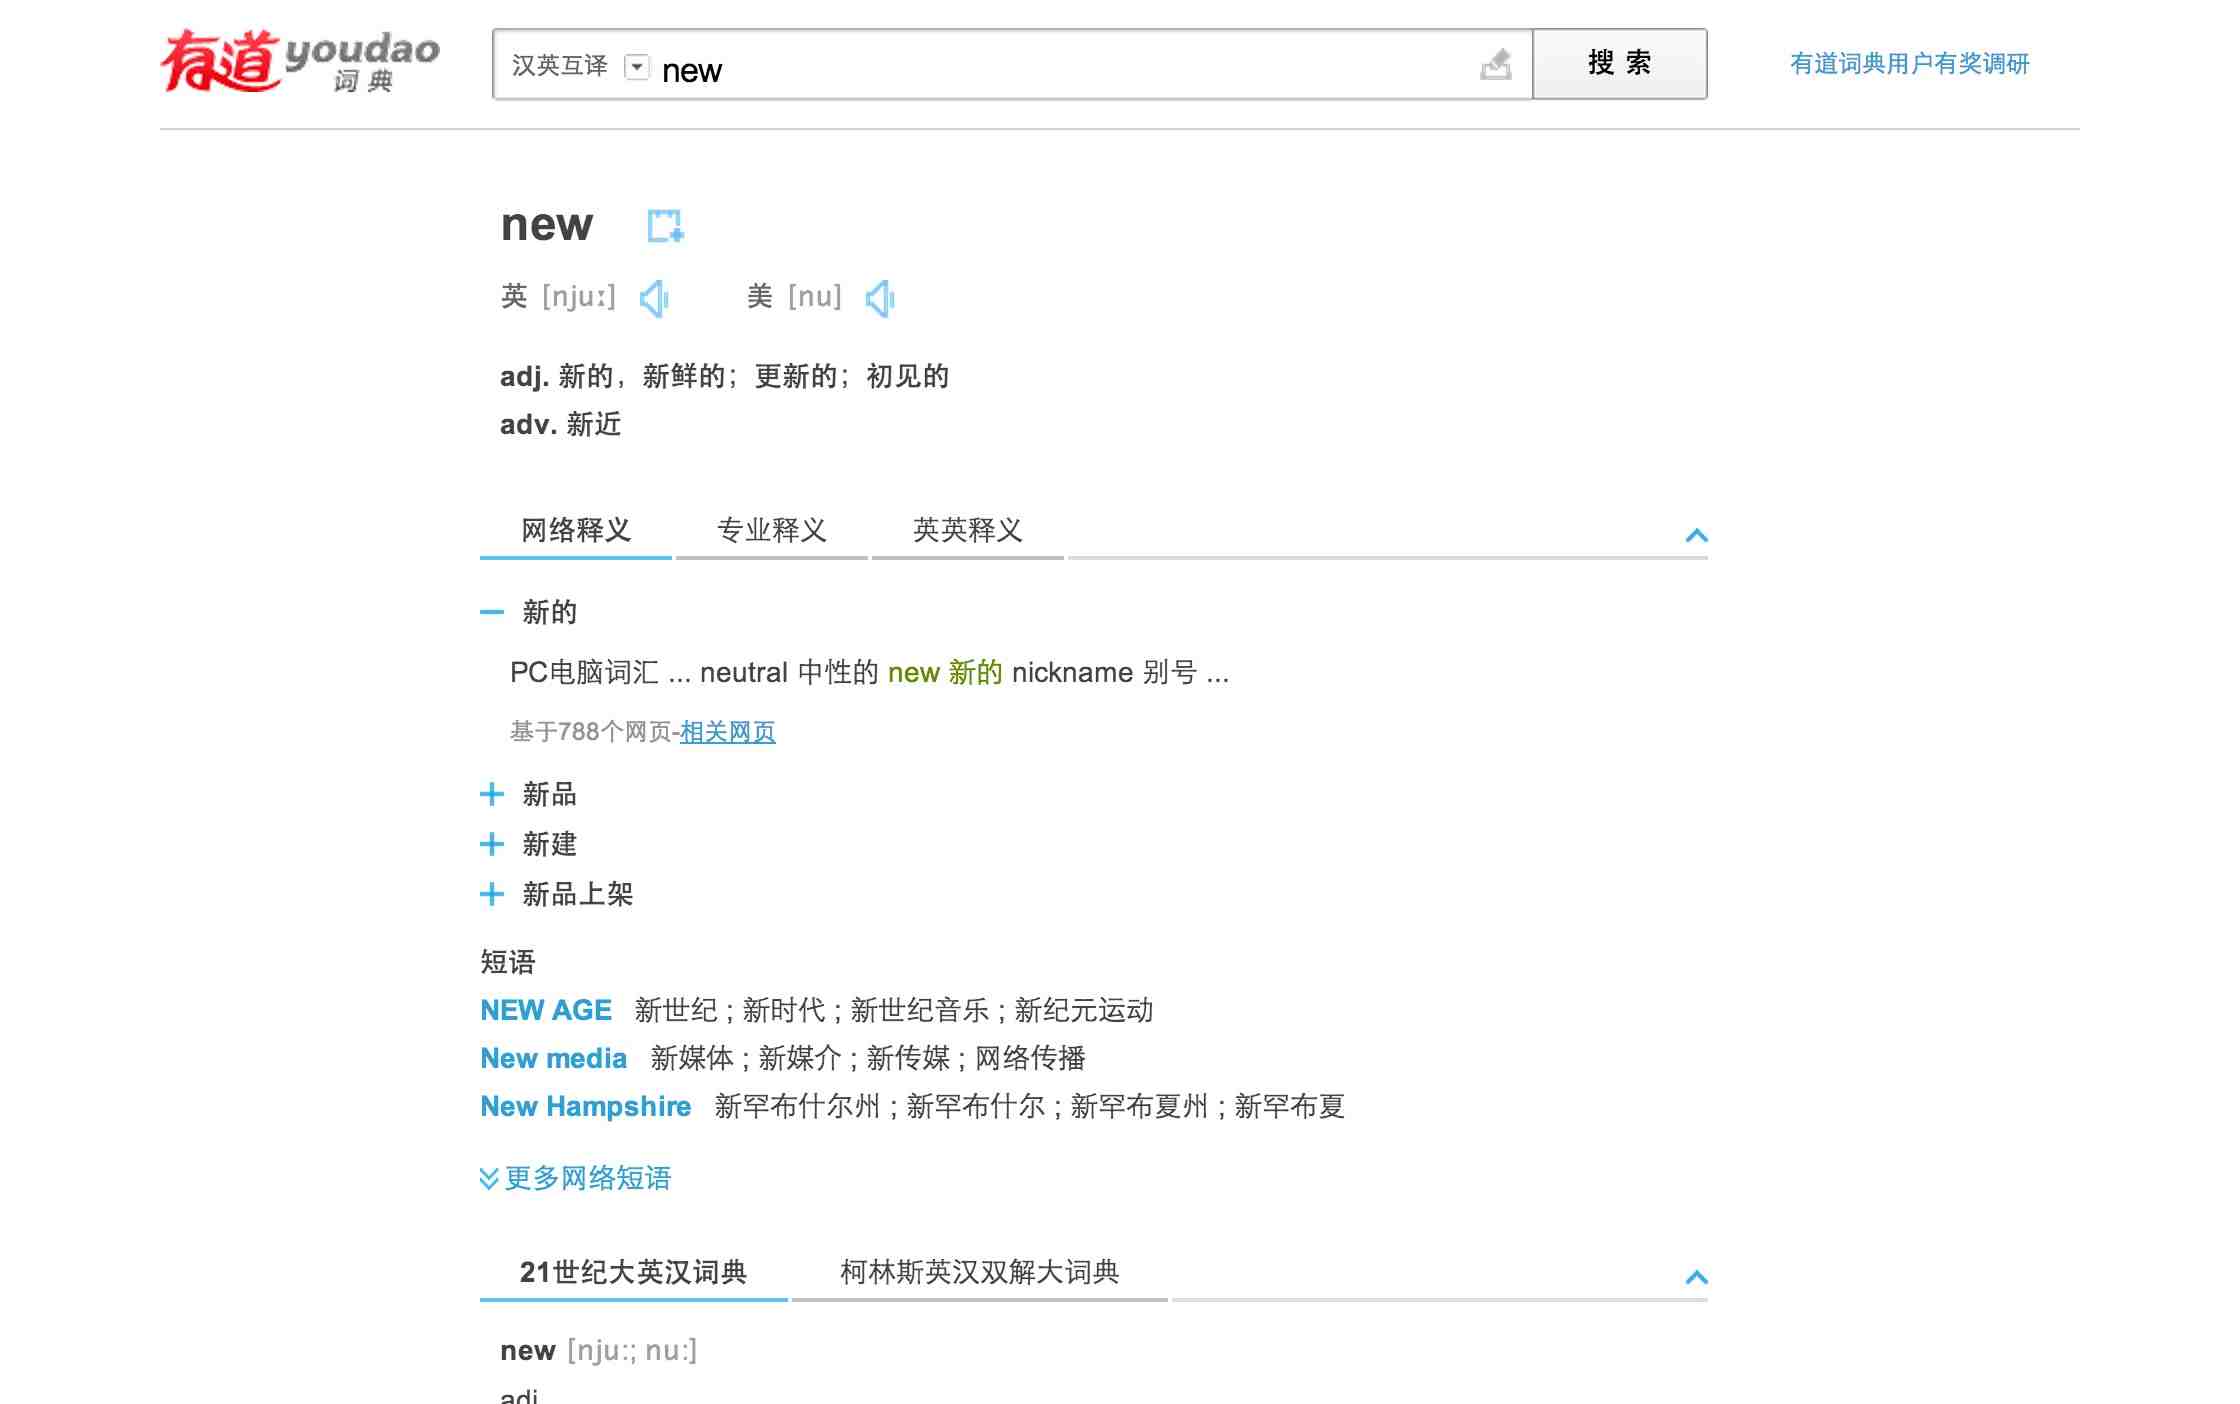 有道 youdao 词典
汉英互译 new 搜 索 有道词典用户有奖调研
new
英 [njuː] 美 [nu]
adj. 新的，新鲜的；更新的；初见的
adv. 新近
网络释义 专业释义 英英释义
新的
PC电脑词汇 ... neutral 中性的 new 新的 nickname 别号 ...
基于788个网页-相关网页
新品
新建
新品上架
短语
NEW AGE 新世纪 ; 新时代 ; 新世纪音乐 ; 新纪元运动
New media 新媒体 ; 新媒介 ; 新传媒 ; 网络传播
New Hampshire 新罕布什尔州 ; 新罕布什尔 ; 新罕布夏州 ; 新罕布夏
更多网络短语
21世纪大英汉词典 柯林斯英汉双解大词典
new [nju:; nu:]
adj.